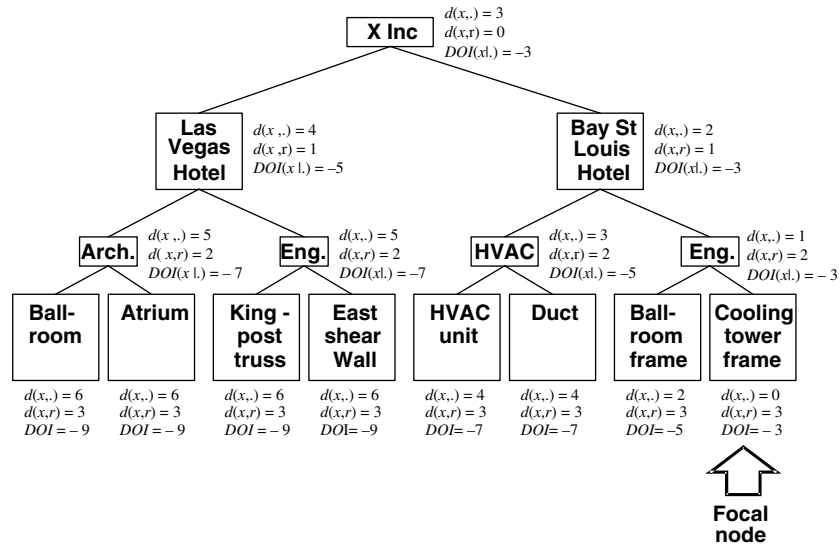 X Inc
d(x,.) = 3
d(x,r) = 0
DOI(x|.) = –3
Las
Vegas
Hotel
d(x ,.) = 4
d(x ,r) = 1
DOI(x |.) = –5
Bay St
Louis
Hotel
d(x,.) = 2
d(x,r) = 1
DOI(x|.) = –3
Arch.
d(x ,.) = 5
d( x,r) = 2
DOI(x |.) = – 7
Eng.
d(x,.) = 5
d(x,r) = 2
DOI(x|.) = –7
HVAC
d(x,.) = 3
d(x,r) = 2
DOI(x|.) = –5
Eng.
d(x,.) = 1
d(x,r) = 2
DOI(x|.) = – 3
Ball-
room
Atrium
King -
post
truss
East
shear
Wall
HVAC
unit
Duct
Ball-
room
frame
Cooling
tower
frame
d(x,.) = 6
d(x,r) = 3
DOI = – 9
d(x,.) = 6
d(x,r) = 3
DOI = – 9
d(x,.) = 6
d(x,r) = 3
DOI = – 9
d(x,.) = 6
d(x,r) = 3
DOI= –9
d(x,.) = 4
d(x,r) = 3
DOI= –7
d(x,.) = 4
d(x,r) = 3
DOI= –7
d(x,.) = 2
d(x,r) = 3
DOI= –5
d(x,.) = 0
d(x,r) = 3
DOI= – 3
Focal
node